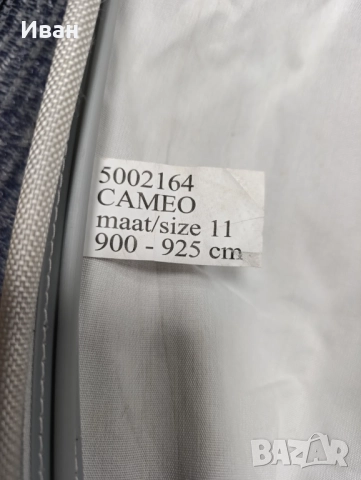 Иван
5002164
CAMEO
maat/size 11
900 - 925 cm
BAZAR